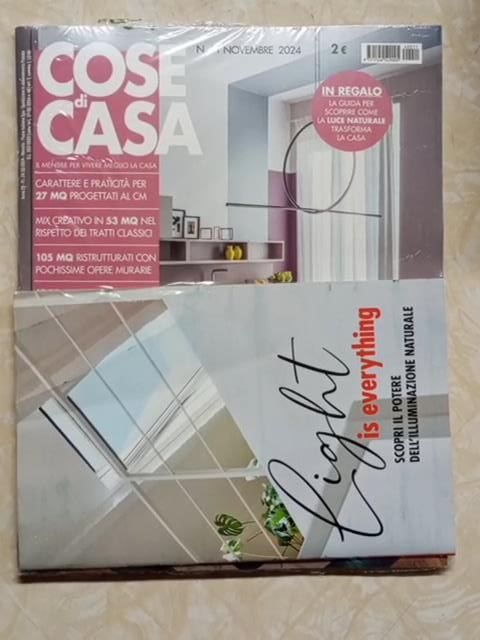 COSE
di
CASA
NOVEMBRE 2024
2 €
IL MENSILE PER VIVERE MEGLIO LA CASA
IN REGALO
LA GUIDA PER
SCOPRIRE COME
LA LUCE NATURALE
TRASFORMA
LA CASA
CARATTERE E PRATICITÀ PER
27 MQ PROGETTATI AL CM
MIX CREATIVO IN 53 MQ NEL
RISPETTO DEI TRATTI CLASSICI
105 MQ RISTRUTTURATI CON
POCHISSIME OPERE MURARIE
light
is everything
SCOPRI IL POTERE
DELL'ILLUMINAZIONE NATURALE